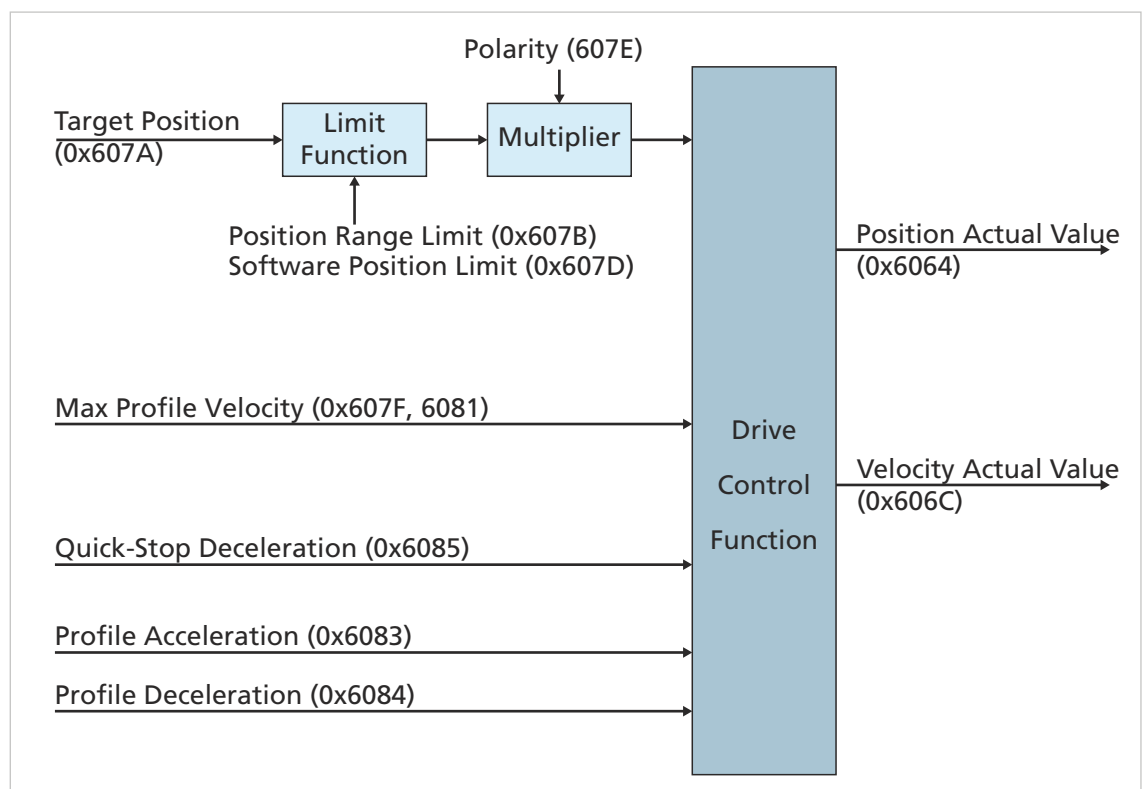 Polarity (607E)
Target Position
(0x607A)
Limit
Function
Multiplier
Position Range Limit (0x607B)
Software Position Limit (0x607D)
Position Actual Value
(0x6064)
Max Profile Velocity (0x607F, 6081)
Drive
Control
Function
Velocity Actual Value
(0x606C)
Quick-Stop Deceleration (0x6085)
Profile Acceleration (0x6083)
Profile Deceleration (0x6084)